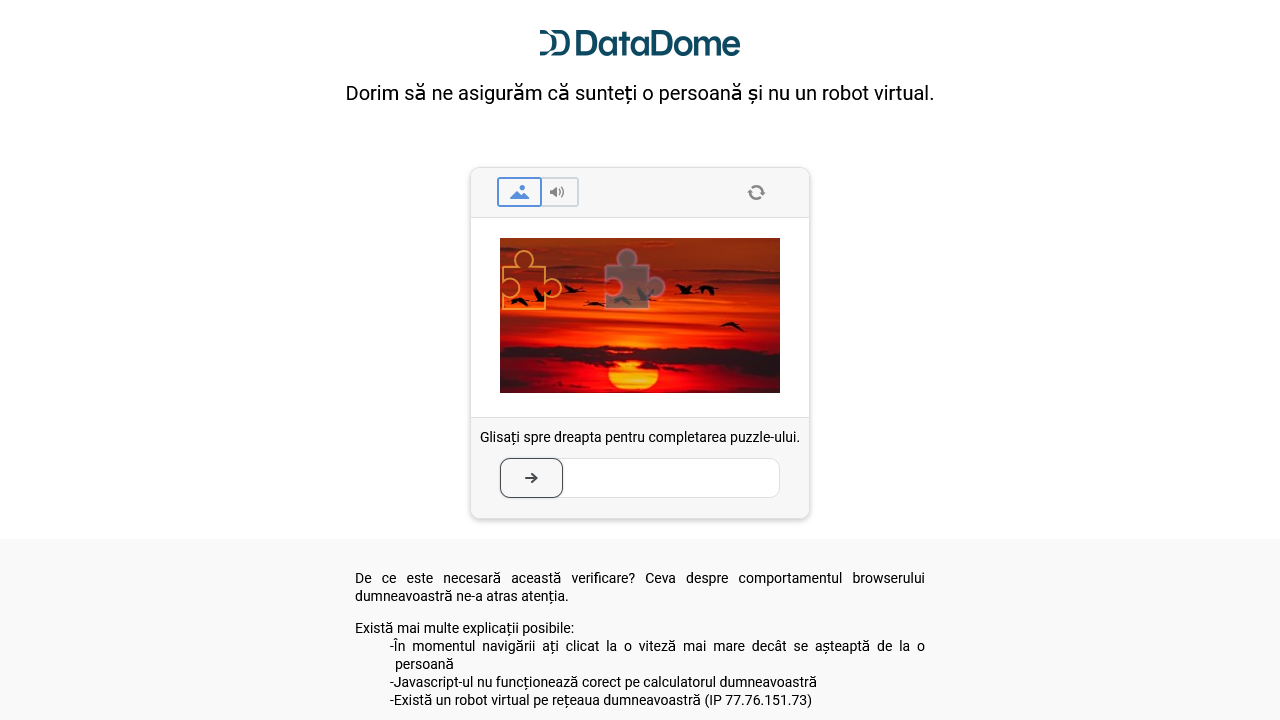 DataDome
Dorim să ne asigurăm că sunteți o persoană și nu un robot virtual.
Glisați spre dreapta pentru completarea puzzle-ului.
De ce este necesară această verificare? Ceva despre comportamentul browserului
dumneavoastră ne-a atras atenția.
Există mai multe explicații posibile:
-În momentul navigării ați clicat la o viteză mai mare decât se așteaptă de la o
persoană
-Javascript-ul nu funcționează corect pe calculatorul dumneavoastră
-Există un robot virtual pe rețeaua dumneavoastră (IP 77.76.151.73)